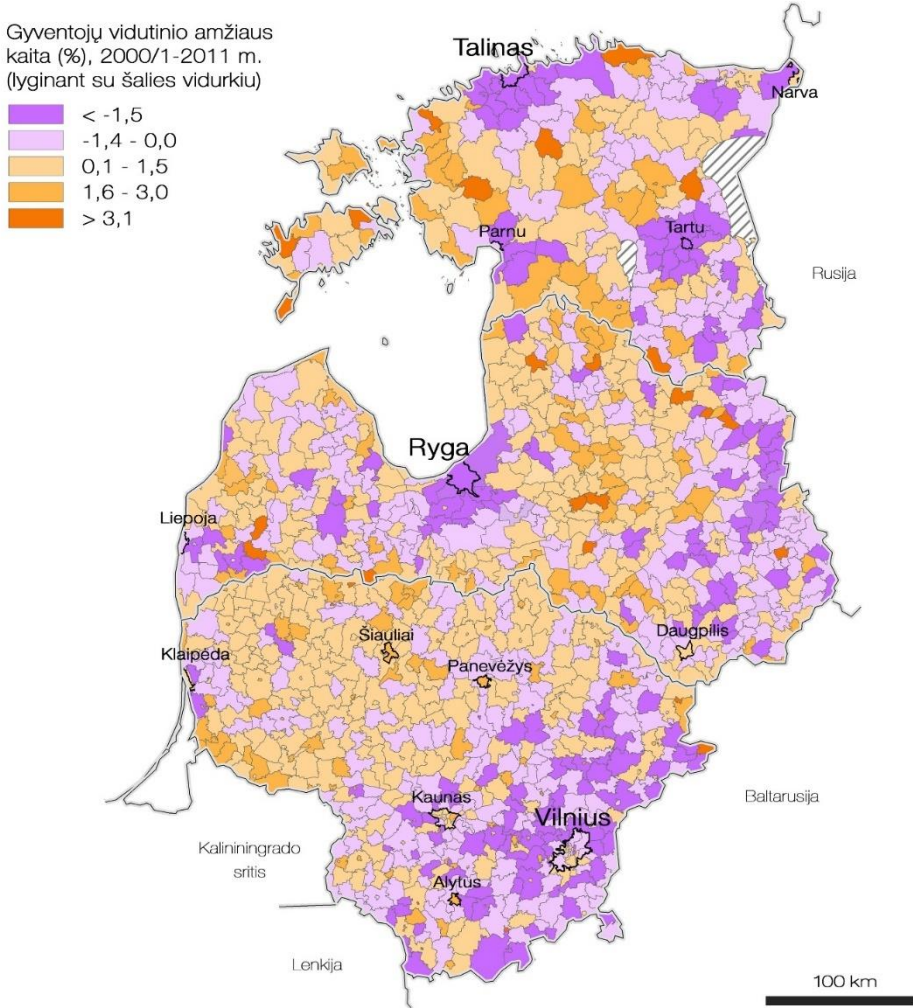 Gyventojų vidutinio amžiaus
kaita (%), 2000/1-2011 m.
(lyginant su šalies vidurkiu)
< -1,5
-1,4 - 0,0
0,1 - 1,5
1,6 - 3,0
> 3,1
Talinas
Narva
Parnu
Tartu
Rusija
Ryga
Liepoja
Daugpilis
Klaipėda
Šiauliai
Panevėžys
Kaunas
Vilnius
Baltarusija
Kalininingrado
sritis
Alytus
Lenkija
100 km